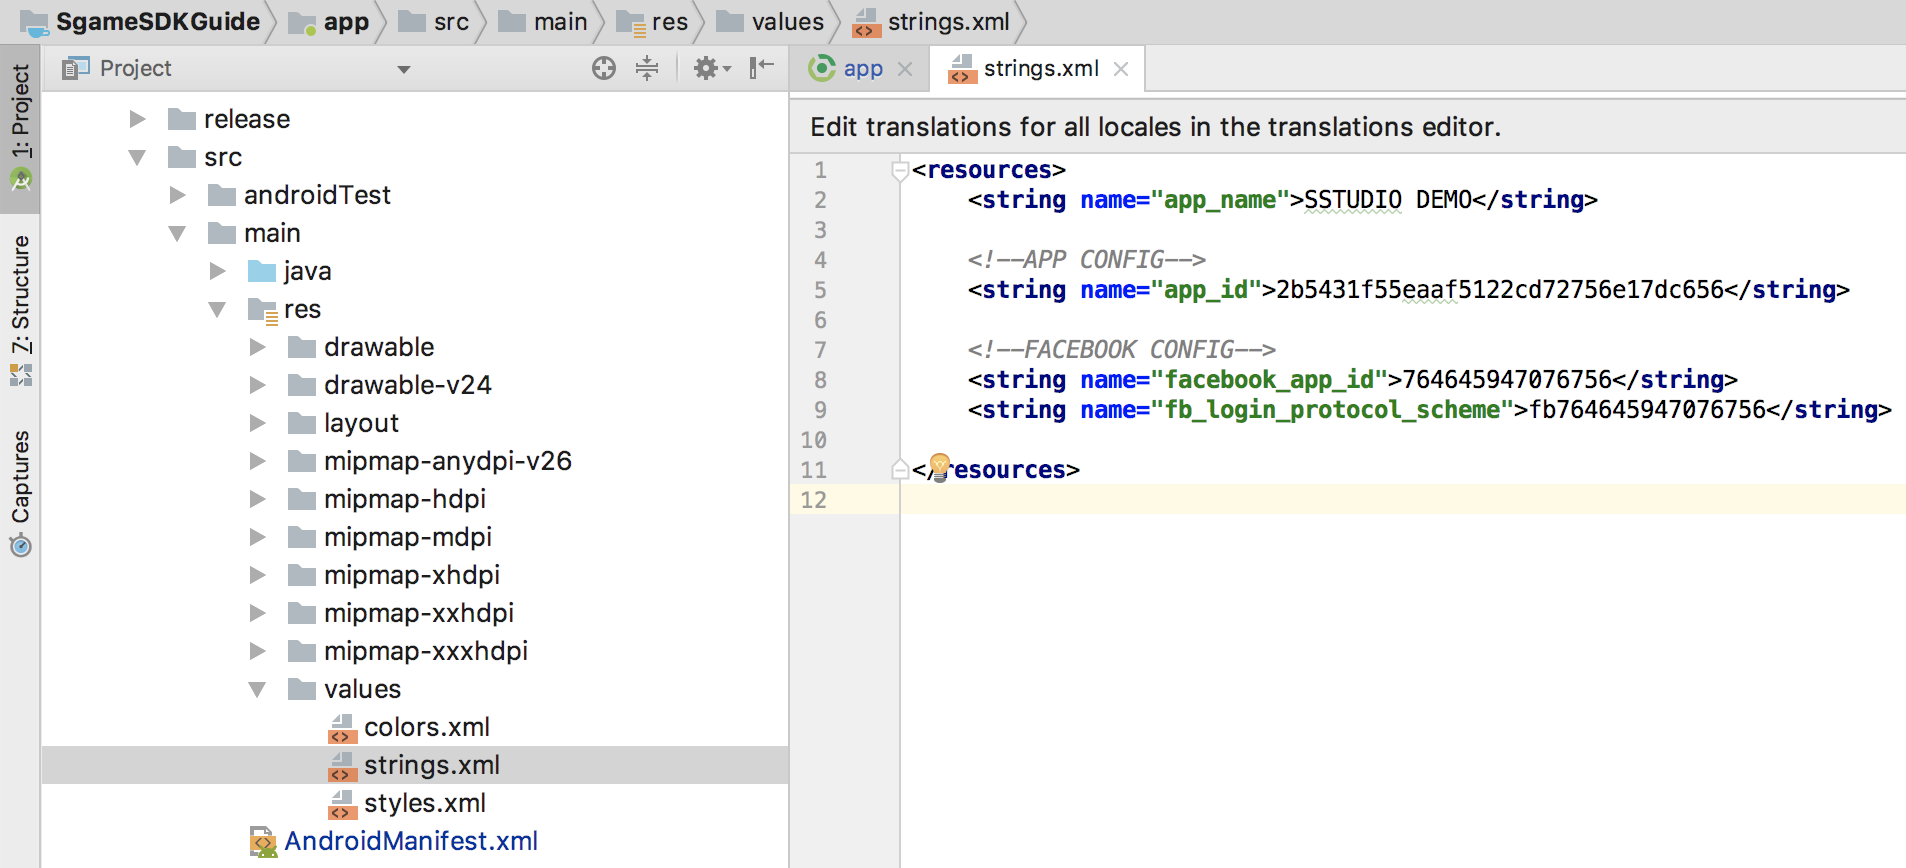 SgameSDKGuide app src main res values strings.xml
1: Project
7: Structure
Captures
Project
release
src
androidTest
main
java
res
drawable
drawable-v24
layout
mipmap-anydpi-v26
mipmap-hdpi
mipmap-mdpi
mipmap-xhdpi
mipmap-xxhdpi
mipmap-xxxhdpi
values
colors.xml
strings.xml
styles.xml
AndroidManifest.xml
app strings.xml
Edit translations for all locales in the translations editor.
1 <resources>
2 <string name="app_name">SSTUDIO DEMO</string>
3
4 <!--APP CONFIG-->
5 <string name="app_id">2b5431f55eaaf5122cd72756e17dc656</string>
6
7 <!--FACEBOOK CONFIG-->
8 <string name="facebook_app_id">764645947076756</string>
9 <string name="fb_login_protocol_scheme">fb764645947076756</string>
10
11 </resources>
12